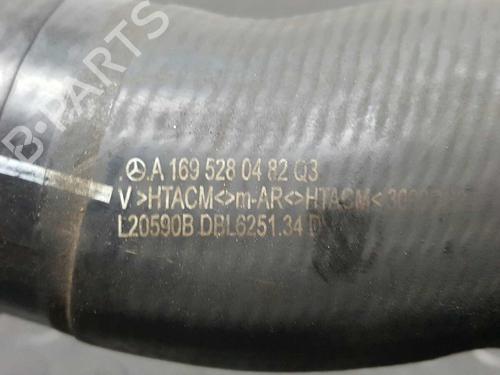 B-PARTS
A 169 528 04 82 Q3
V >HTACM<>m-AR<>HTACM<
L20590B DBL6251.34 D